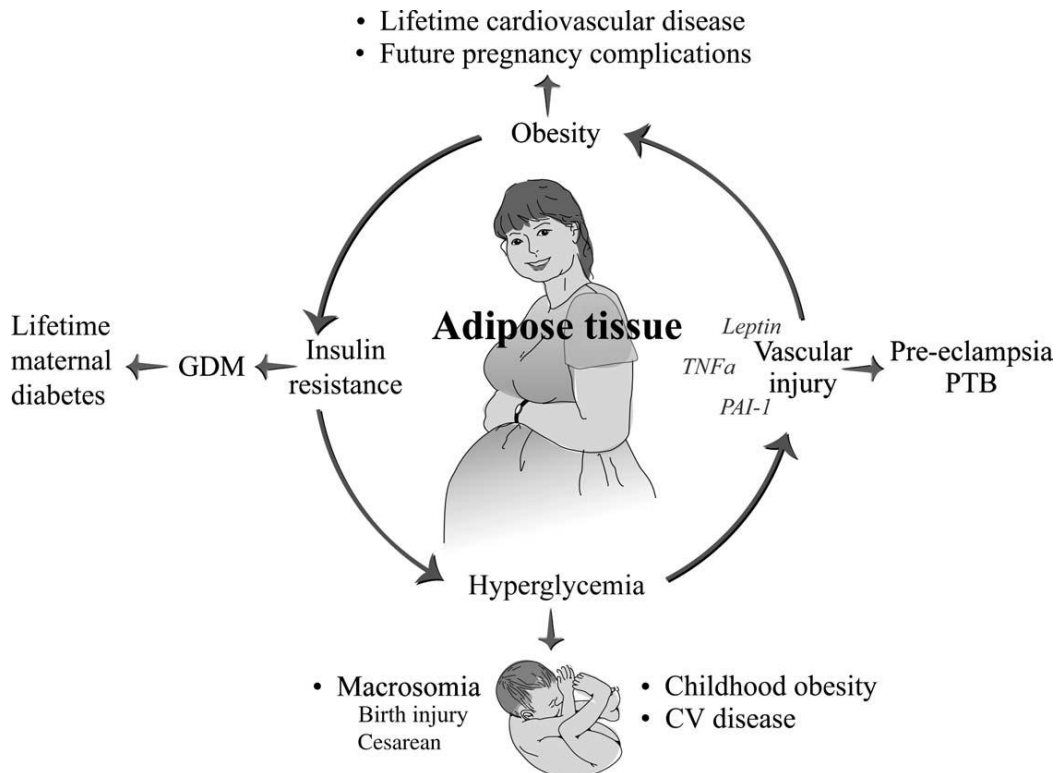 • Lifetime cardiovascular disease
• Future pregnancy complications
Obesity
Adipose tissue
Lifetime
maternal
diabetes
GDM
Insulin
resistance
Leptin
TNFa
PAI-1
Vascular
injury
Pre-eclampsia
PTB
Hyperglycemia
• Macrosomia
Birth injury
Cesarean
• Childhood obesity
• CV disease